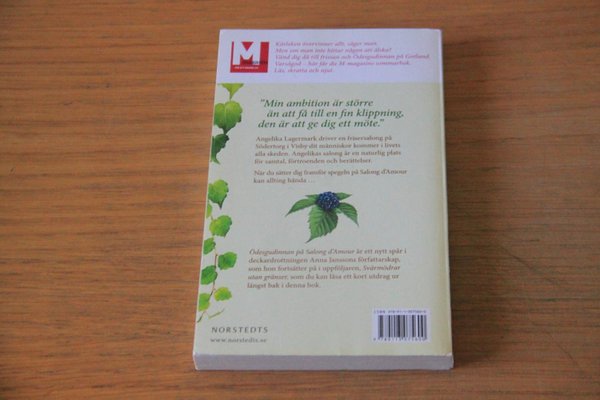 Kärleken övervinner allt, säger man.
Men om man inte hittar någon att älska?
Vänd dig då till frissan och Ödesgudinnan på Gotland.
Varsågod – här får du M-magasins sommarbok.
Läs, skratta och njut.
M
"Min ambition är större
än att få till en fin klippning,
den är att ge dig ett möte."
Angelika Lagermark driver en frisersalong på
Södertorg i Visby dit människor kommer i livets
alla skeden. Angelikas salong är en naturlig plats
för samtal, förtroenden och berättelser.
När du sätter dig framför spegeln på Salong d'Amour
kan allting hända ...
Ödesgudinnan på Salong d'Amour är ett nytt spår i
deckardrottningen Anna Janssons författarskap,
som hon fortsätter på i uppföljaren, Svärmödrar
utan gränser, som du kan läsa ett kort utdrag ur
längst bak i denna bok.
NORSTEDTS
www.norstedts.se